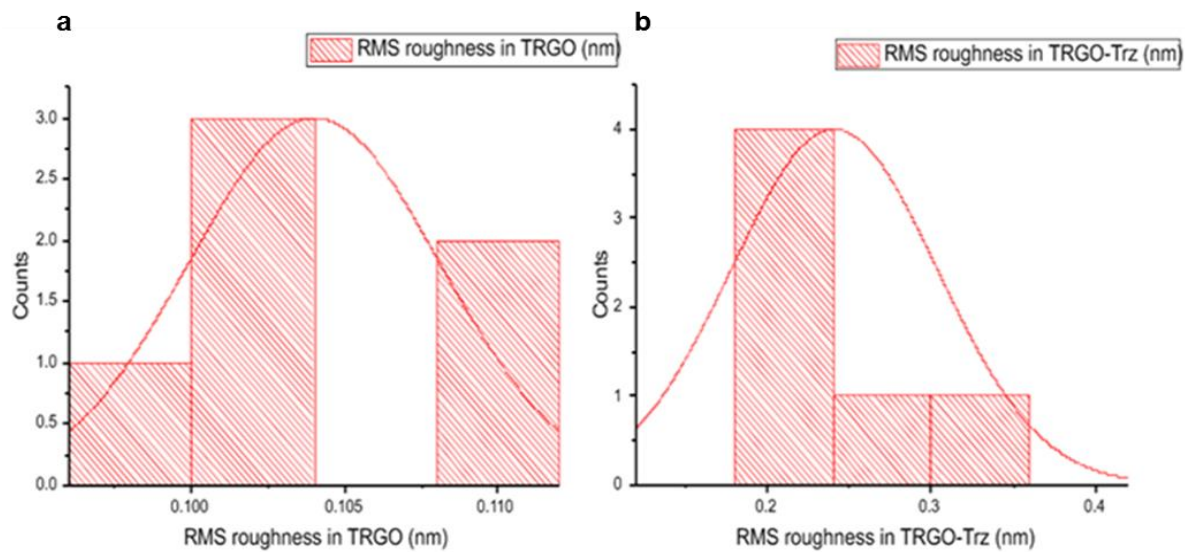 a
RMS roughness in TRGO (nm)
3.0
2.5
2.0
1.5
1.0
0.5
0.0
Counts
0.100
0.105
0.110
RMS roughness in TRGO (nm)
b
RMS roughness in TRGO-Trz (nm)
4
3
2
1
0
Counts
0.2
0.3
0.4
RMS roughness in TRGO-Trz (nm)